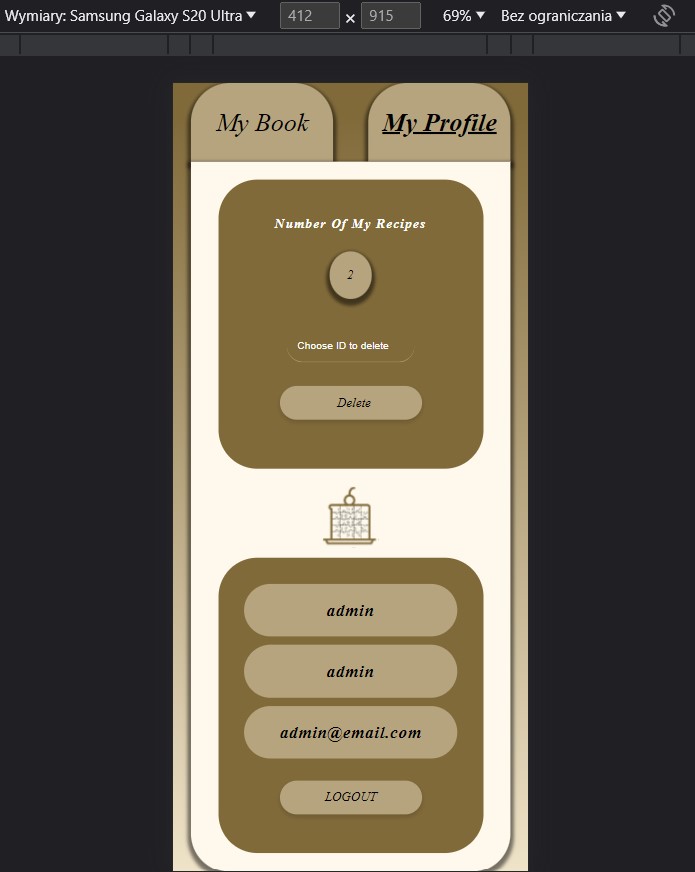 Wymiary: Samsung Galaxy S20 Ultra 412 × 915 69% Bez ograniczania
My Book My Profile
Number Of My Recipes
2
Choose ID to delete
Delete
admin
admin
admin@email.com
LOGOUT